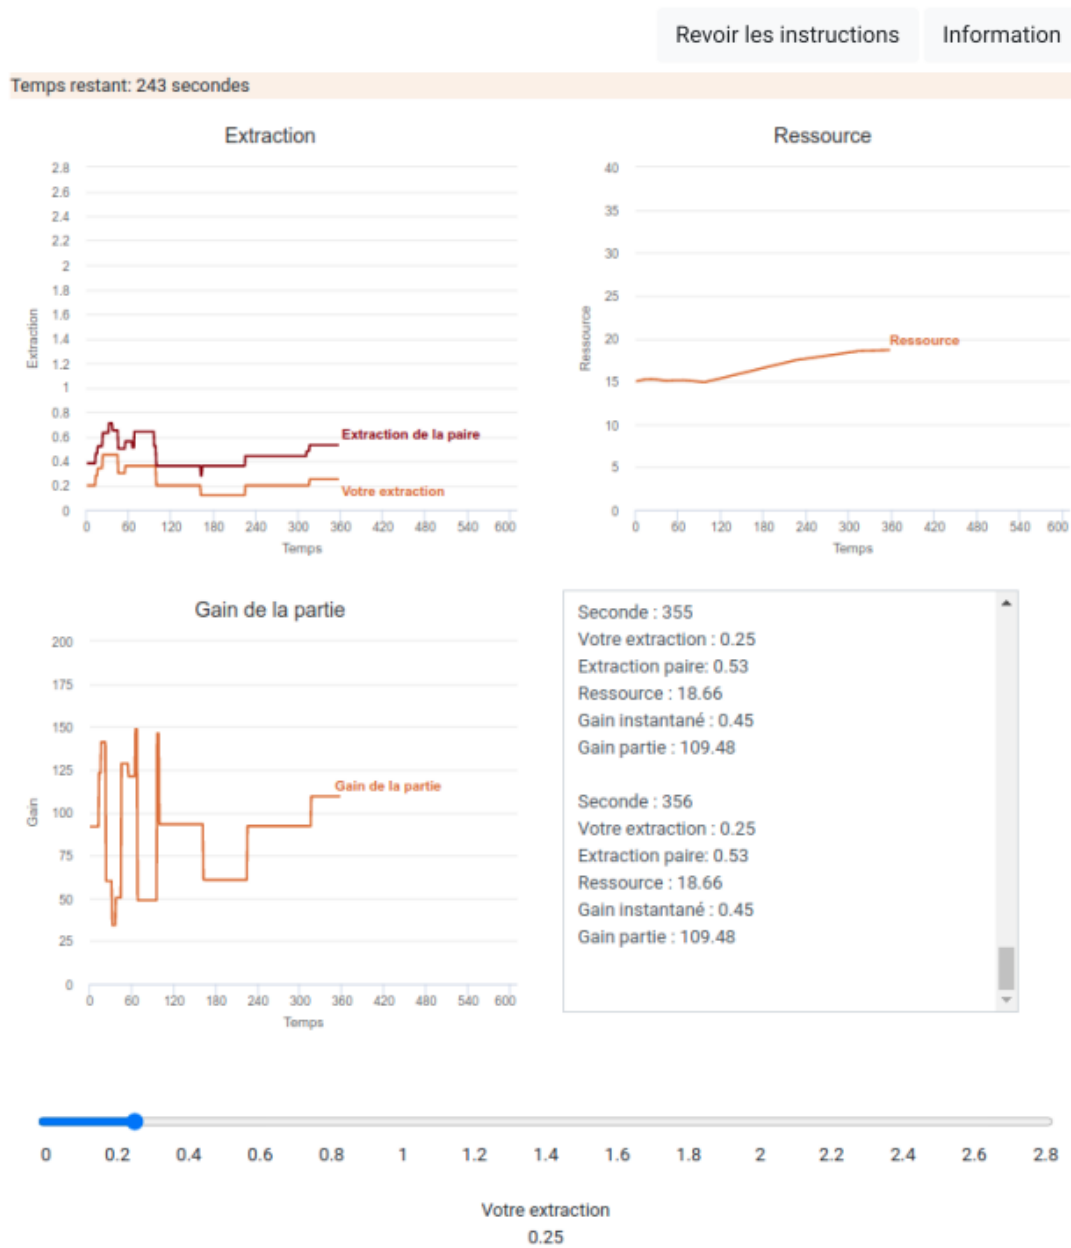 Revoir les instructions
Information
Temps restant: 243 secondes
Extraction
2.8
2.6
2.4
2.2
2
1.8
1.6
1.4
1.2
1
0.8
0.6
0.4
0.2
0
Extraction
Extraction de la paire
Votre extraction
0 60 120 180 240 300 360 420 480 540 600
Temps
Ressource
40
35
30
25
20
15
10
5
0
Ressource
Ressource
0 60 120 180 240 300 360 420 480 540 600
Temps
Gain de la partie
200
175
150
125
100
75
50
25
0
Gain
Gain de la partie
0 60 120 180 240 300 360 420 480 540 600
Temps
Seconde : 355
Votre extraction : 0.25
Extraction paire: 0.53
Ressource : 18.66
Gain instantané : 0.45
Gain partie : 109.48
Seconde : 356
Votre extraction : 0.25
Extraction paire: 0.53
Ressource : 18.66
Gain instantané : 0.45
Gain partie : 109.48
0 0.2 0.4 0.6 0.8 1 1.2 1.4 1.6 1.8 2 2.2 2.4 2.6 2.8
Votre extraction
0.25